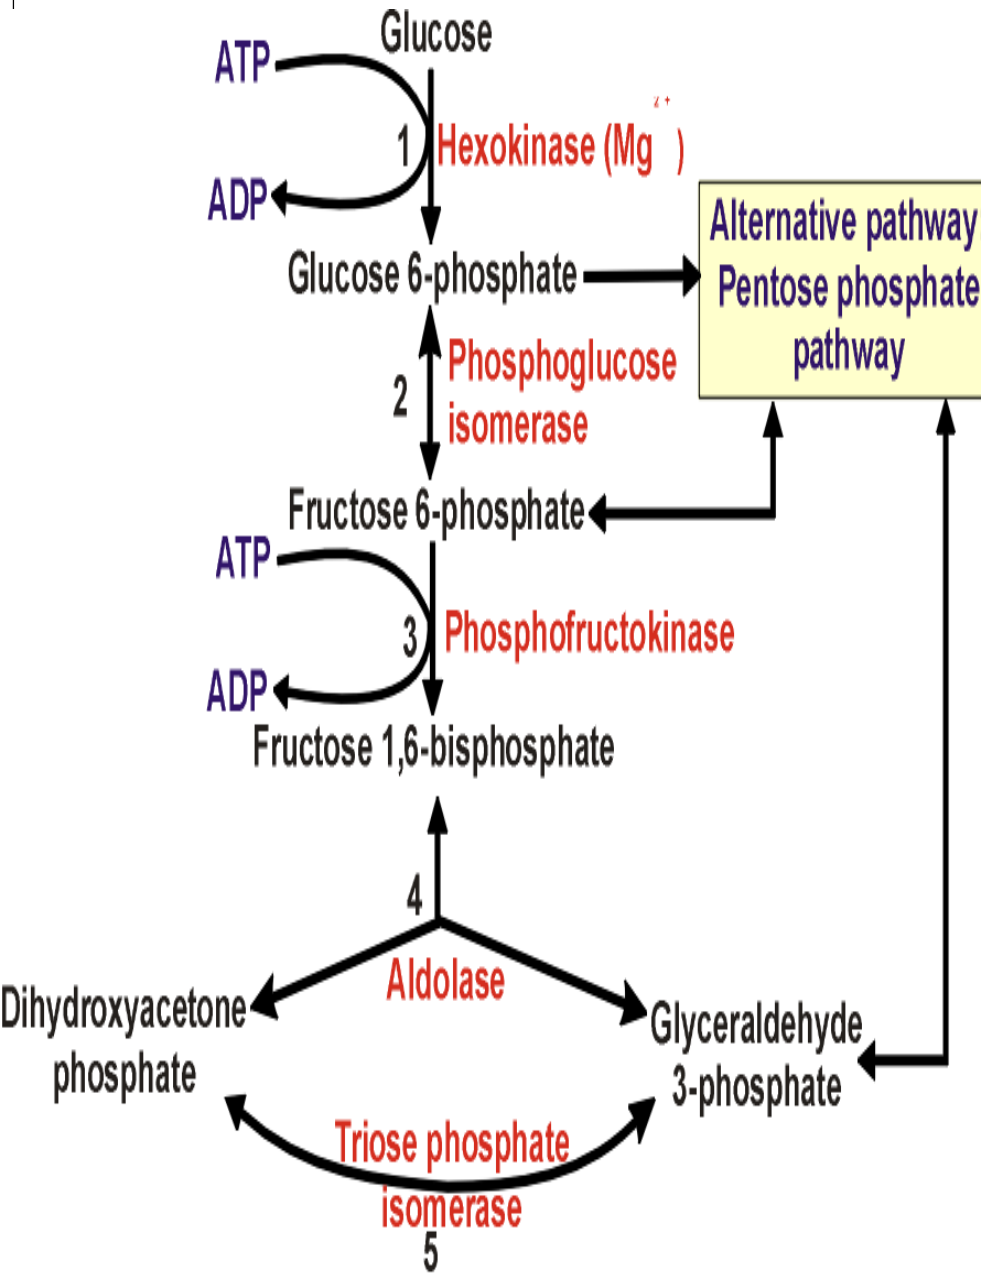 Glucose
ATP
1
Hexokinase (Mg2+)
ADP
Alternative pathway
Pentose phosphate
pathway
Glucose 6-phosphate
2
Phosphoglucose
isomerase
Fructose 6-phosphate
ATP
3
Phosphofructokinase
ADP
Fructose 1,6-bisphosphate
4
Aldolase
Dihydroxyacetone
phosphate
Glyceraldehyde
3-phosphate
Triose phosphate
isomerase
5